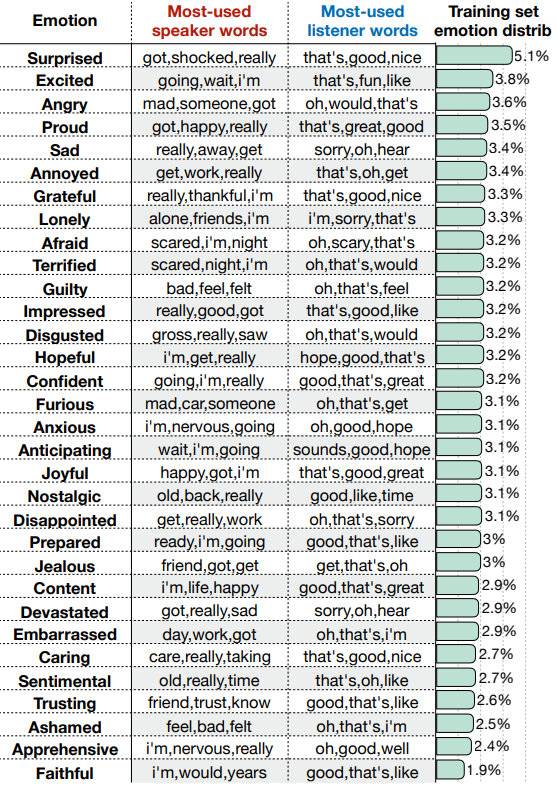 Emotion Most-used speaker words Most-used listener words Training set emotion distrib
Surprised got,shocked,really that's,good,nice 5.1%
Excited going,wait,i'm that's,fun,like 3.8%
Angry mad,someone,got oh,would,that's 3.6%
Proud got,happy,really that's,great,good 3.5%
Sad really,away,get sorry,oh,hear 3.4%
Annoyed get,work,really that's,oh,get 3.4%
Grateful really,thankful,i'm that's,good,nice 3.3%
Lonely alone,friends,i'm i'm,sorry,that's 3.3%
Afraid scared,i'm,night oh,scary,that's 3.2%
Terrified scared,night,i'm oh,that's,would 3.2%
Guilty bad,feel,felt oh,that's,feel 3.2%
Impressed really,good,got that's,good,like 3.2%
Disgusted gross,really,saw oh,that's,would 3.2%
Hopeful i'm,get,really hope,good,that's 3.2%
Confident going,i'm,really good,that's,great 3.2%
Furious mad,car,someone oh,that's,get 3.1%
Anxious i'm,nervous,going oh,good,hope 3.1%
Anticipating wait,i'm,going sounds,good,hope 3.1%
Joyful happy,got,i'm that's,good,great 3.1%
Nostalgic old,back,really good,like,time 3.1%
Disappointed get,really,work oh,that's,sorry 3.1%
Prepared ready,i'm,going good,that's,like 3%
Jealous friend,got,get get,that's,oh 3%
Content i'm,life,happy good,that's,great 2.9%
Devastated got,really,sad sorry,oh,hear 2.9%
Embarrassed day,work,got oh,that's,i'm 2.9%
Caring care,really,taking that's,good,nice 2.7%
Sentimental old,really,time that's,oh,like 2.7%
Trusting friend,trust,know good,that's,like 2.6%
Ashamed feel,bad,felt oh,that's,i'm 2.5%
Apprehensive i'm,nervous,really oh,good,well 2.4%
Faithful i'm,would,years good,that's,like 1.9%